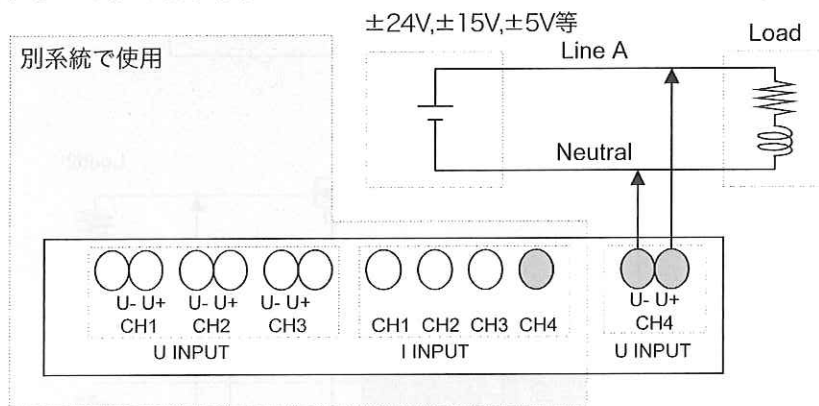 ±24V,±15V,±5V等
別系統で使用
Line A
Load
Neutral
U- U+ U- U+ U- U+
CH1 CH2 CH3
U INPUT
CH1 CH2 CH3 CH4
I INPUT
U- U+
CH4
U INPUT